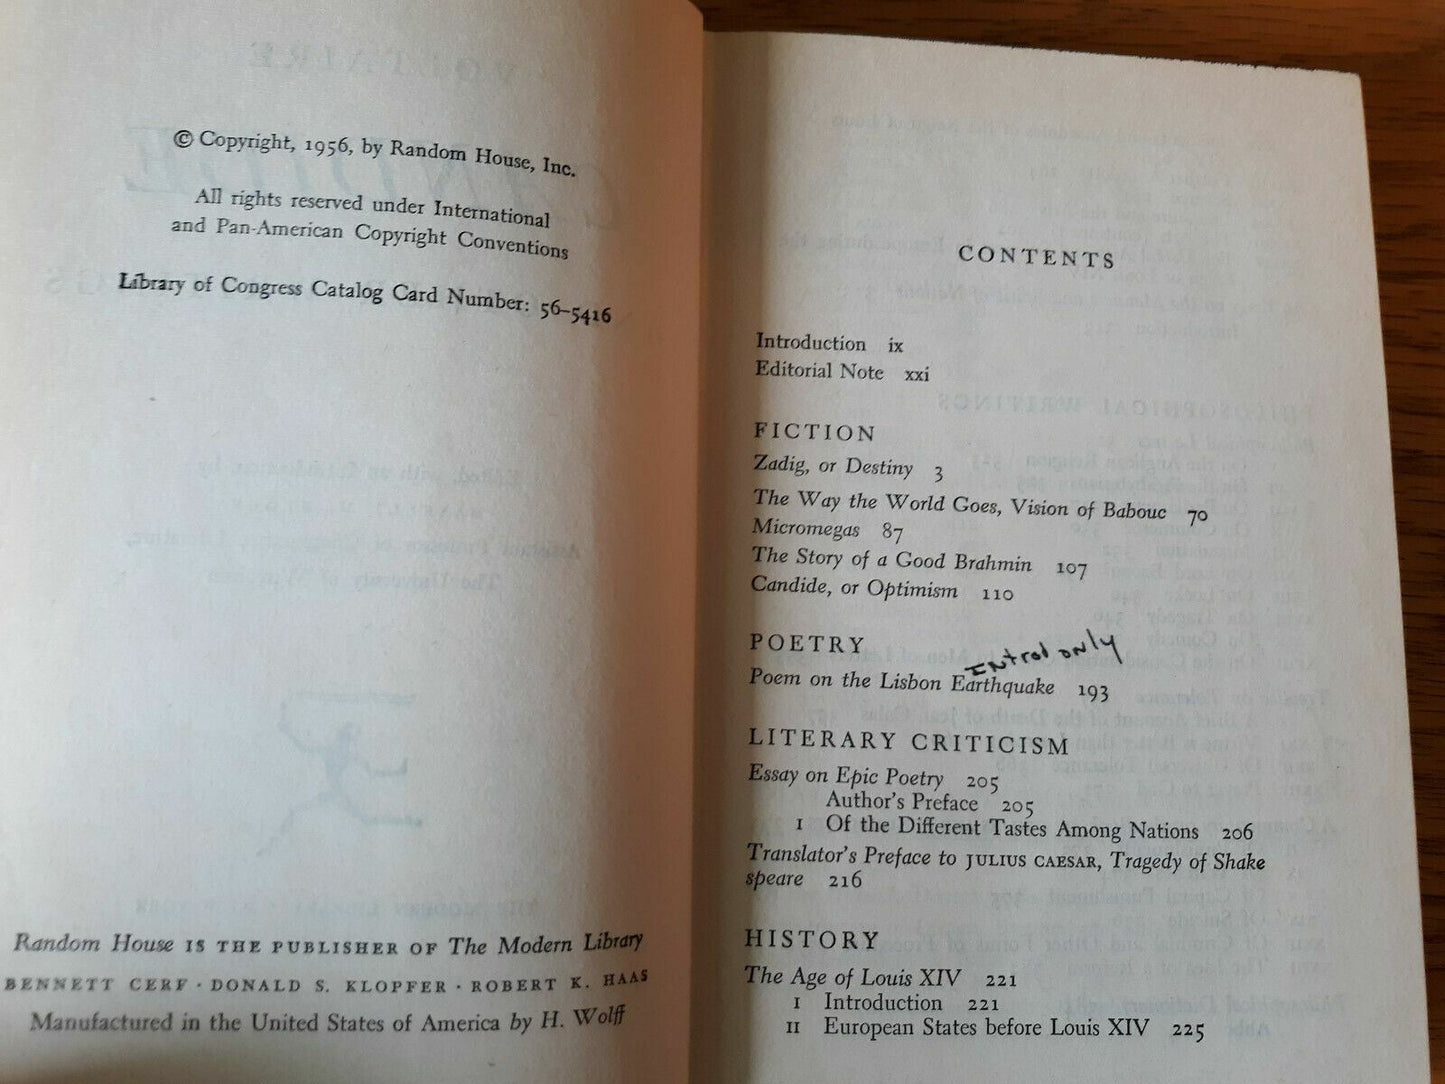 © Copyright, 1956, by Random House, Inc.
All rights reserved under International
and Pan-American Copyright Conventions
Library of Congress Catalog Card Number: 56–5416
Random House IS THE PUBLISHER OF The Modern Library
BENNETT CERF · DONALD S. KLOPFER · ROBERT K. HAAS
Manufactured in the United States of America by H. Wolff
CONTENTS
Introduction ix
Editorial Note xxi
FICTION
Zadig, or Destiny 3
The Way the World Goes, Vision of Babouc 70
Micromegas 87
The Story of a Good Brahmin 107
Candide, or Optimism 110
POETRY
only
Poem on the Lisbon Earthquake 193
LITERARY CRITICISM
Essay on Epic Poetry 205
Author's Preface 205
I Of the Different Tastes Among Nations 206
Translator's Preface to JULIUS CAESAR, Tragedy of Shake
speare 216
HISTORY
The Age of Louis XIV 221
I Introduction 221
II European States before Louis XIV 225